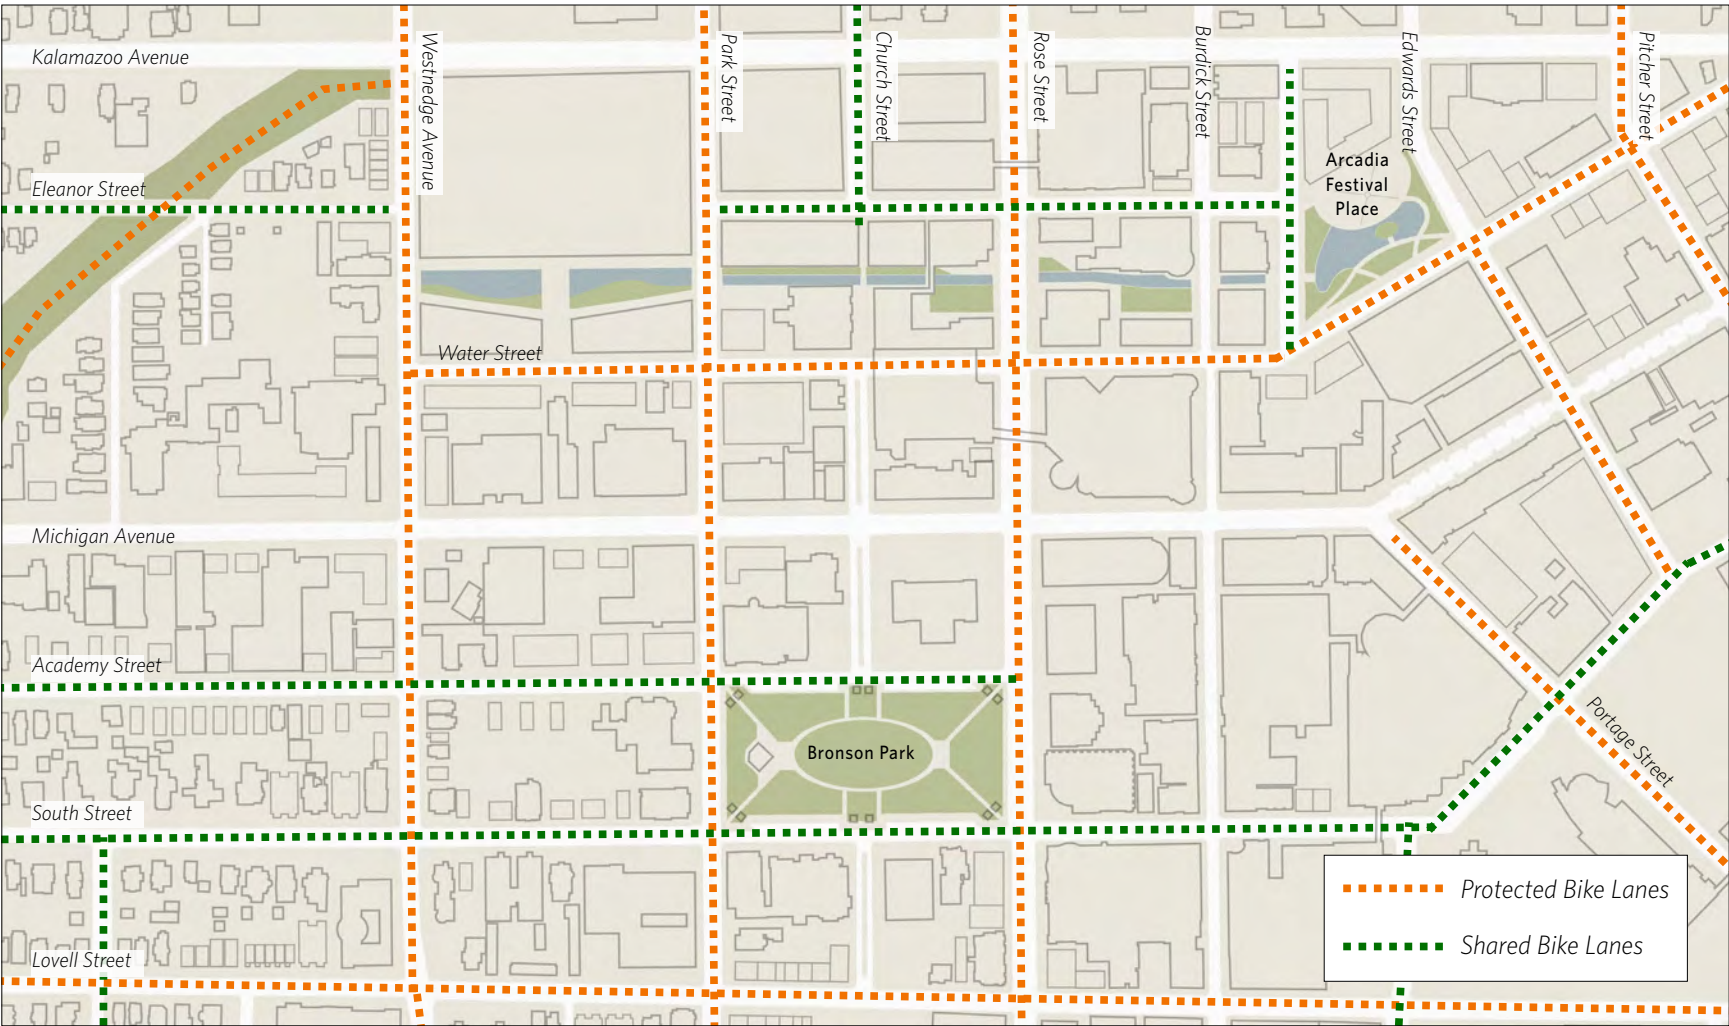 Kalamazoo Avenue
Westnedge Avenue
Park Street
Church Street
Rose Street
Burdick Street
Edwards Street
Pitcher Street
Arcadia
Festival
Place
Eleanor Street
Water Street
Michigan Avenue
Academy Street
Bronson Park
Portage Street
South Street
Lovell Street
Protected Bike Lanes
Shared Bike Lanes